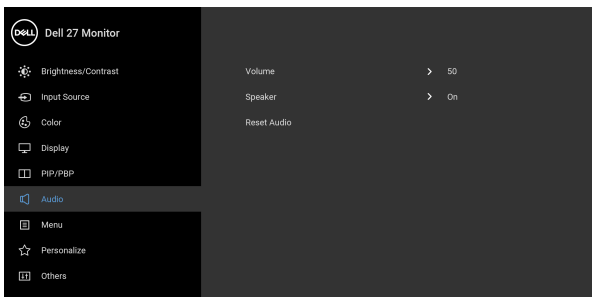 DELL Dell 27 Monitor
Brightness/Contrast
Volume 50
Input Source
Speaker On
Color
Reset Audio
Display
PIP/PBP
Audio
Menu
Personalize
Others